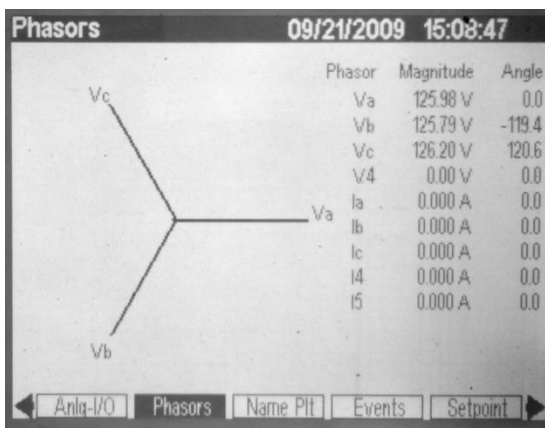 Phasors 09/21/2009 15:08:47
Phasor Magnitude Angle
Va 125.98 V 0.0
Vb 125.79 V -119.4
Vc 126.20 V 120.6
V4 0.00 V 0.0
Ia 0.000 A 0.0
Ib 0.000 A 0.0
Ic 0.000 A 0.0
I4 0.000 A 0.0
I5 0.000 A 0.0
Vc
Va
Vb
Anlg-I/O Phasors Name Plt Events Setpoint